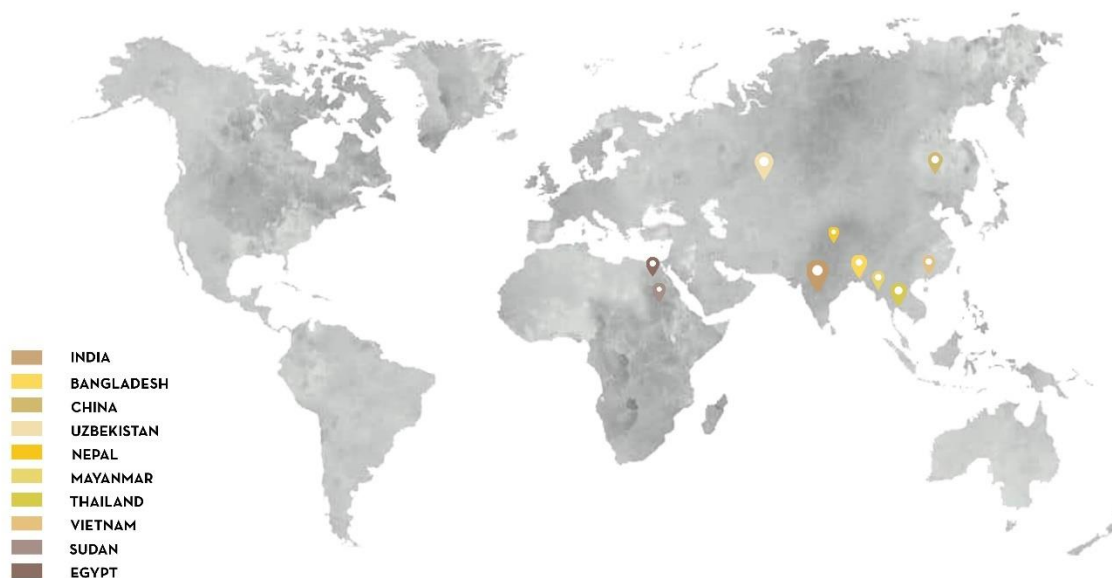 INDIA
BANGLADESH
CHINA
UZBEKISTAN
NEPAL
MAYANMAR
THAILAND
VIETNAM
SUDAN
EGYPT